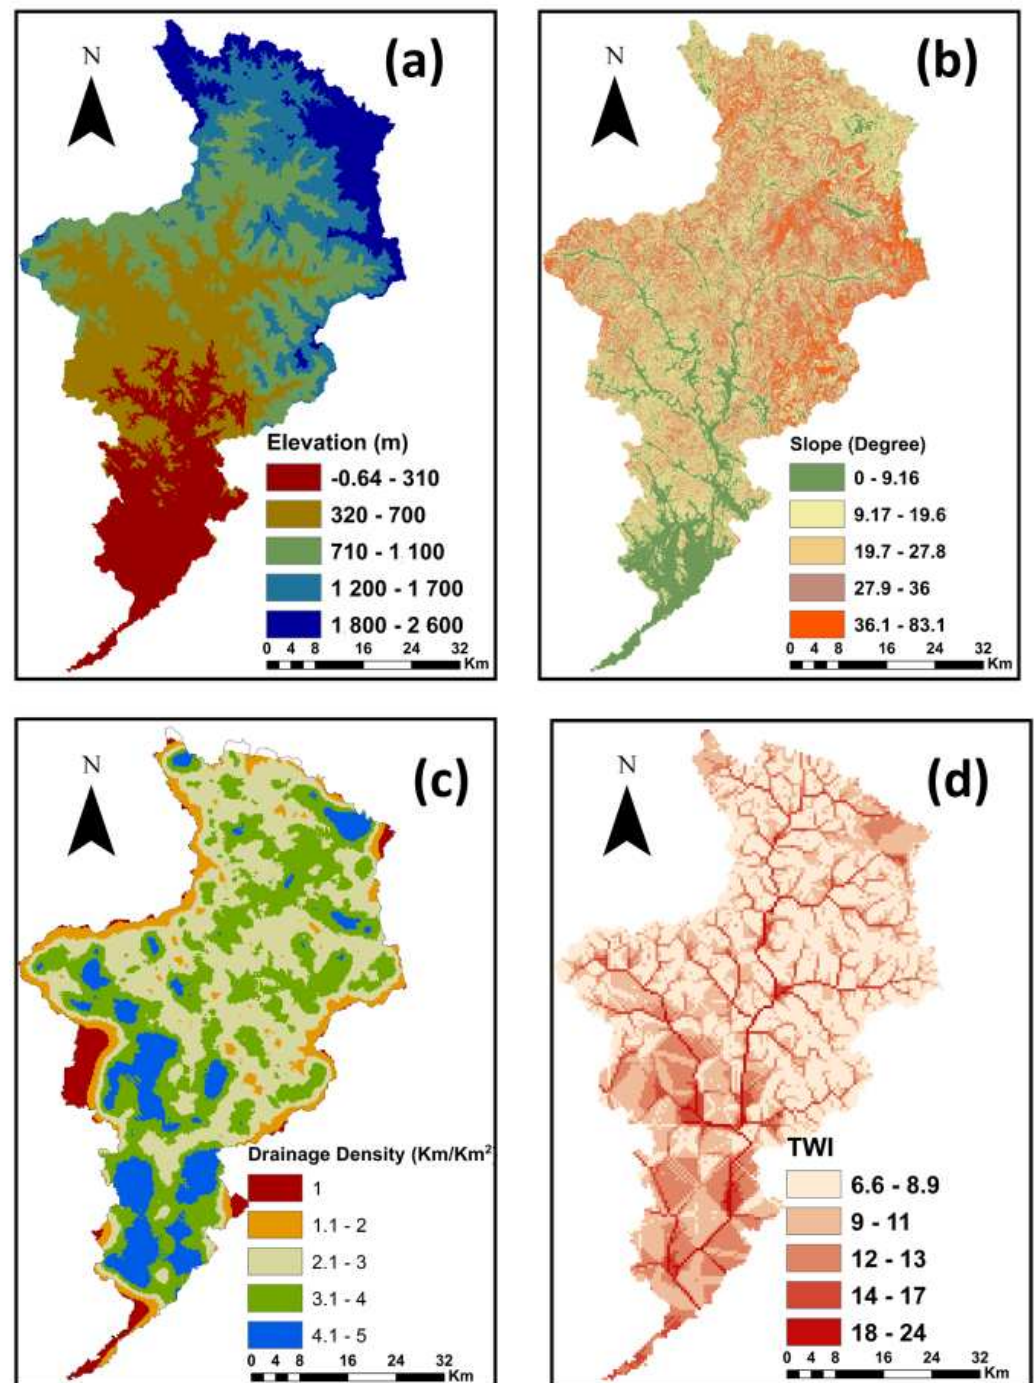 N
(a)
Elevation (m)
-0.64 - 310
320 - 700
710 - 1 100
1 200 - 1 700
1 800 - 2 600
0 4 8 16 24 32
Km
N
(b)
Slope (Degree)
0 - 9.16
9.17 - 19.6
19.7 - 27.8
27.9 - 36
36.1 - 83.1
0 4 8 16 24 32
Km
N
(c)
Drainage Density (Km/Km²
1
1.1 - 2
2.1 - 3
3.1 - 4
4.1 - 5
0 4 8 16 24 32
Km
N
(d)
TWI
6.6 - 8.9
9 - 11
12 - 13
14 - 17
18 - 24
0 4 8 16 24 32
Km